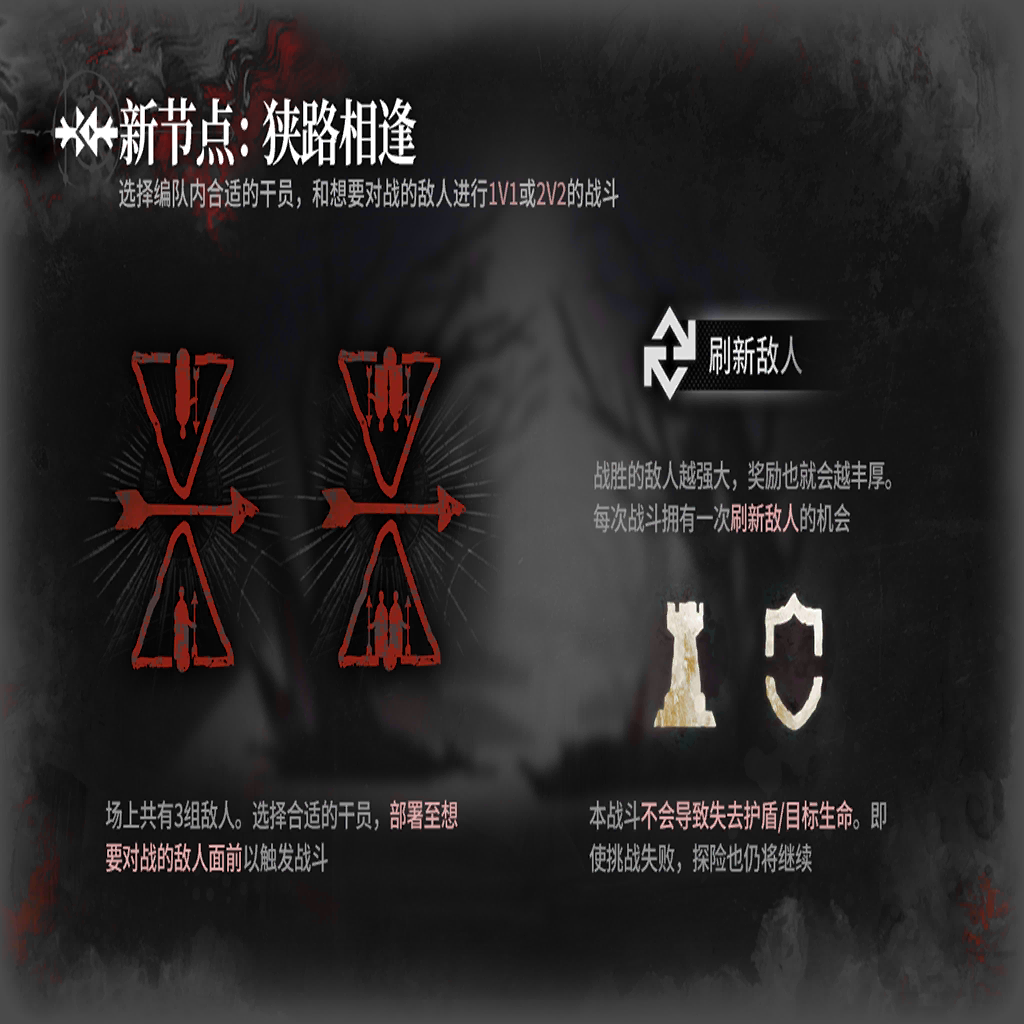 新节点：狭路相逢
选择编队内合适的干员，和想要对战的敌人进行1V1或2V2的战斗
刷新敌人
战胜的敌人越强大，奖励也就会越丰厚。
每次战斗拥有一次刷新敌人的机会
场上共有3组敌人。选择合适的干员，部署至想
要对战的敌人面前以触发战斗
本战斗不会导致失去护盾/目标生命。即
使挑战失败，探险也仍将继续